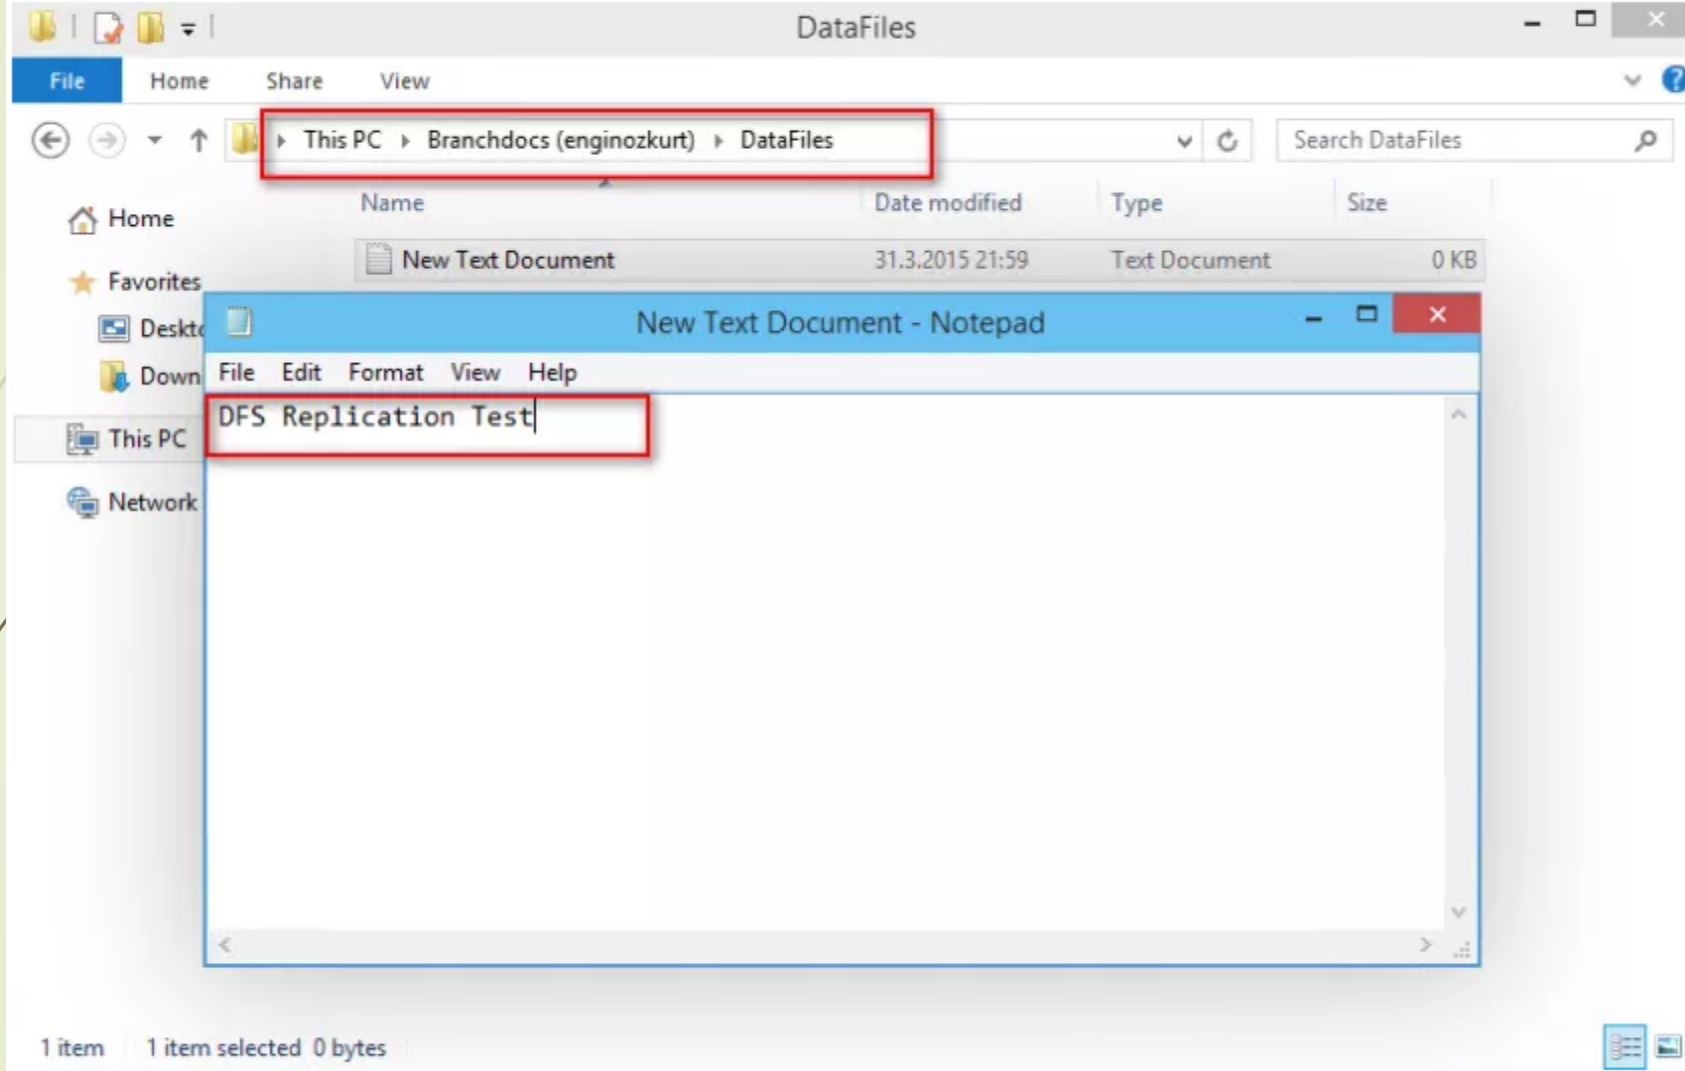 DataFiles
File Home Share View
This PC Branchdocs (enginozkurt) DataFiles
Search DataFiles
Name Date modified Type Size
Home
New Text Document 31.3.2015 21:59 Text Document 0 KB
Favorites
Deskto
New Text Document - Notepad
Down
File Edit Format View Help
DFS Replication Test
This PC
Network
1 item 1 item selected 0 bytes